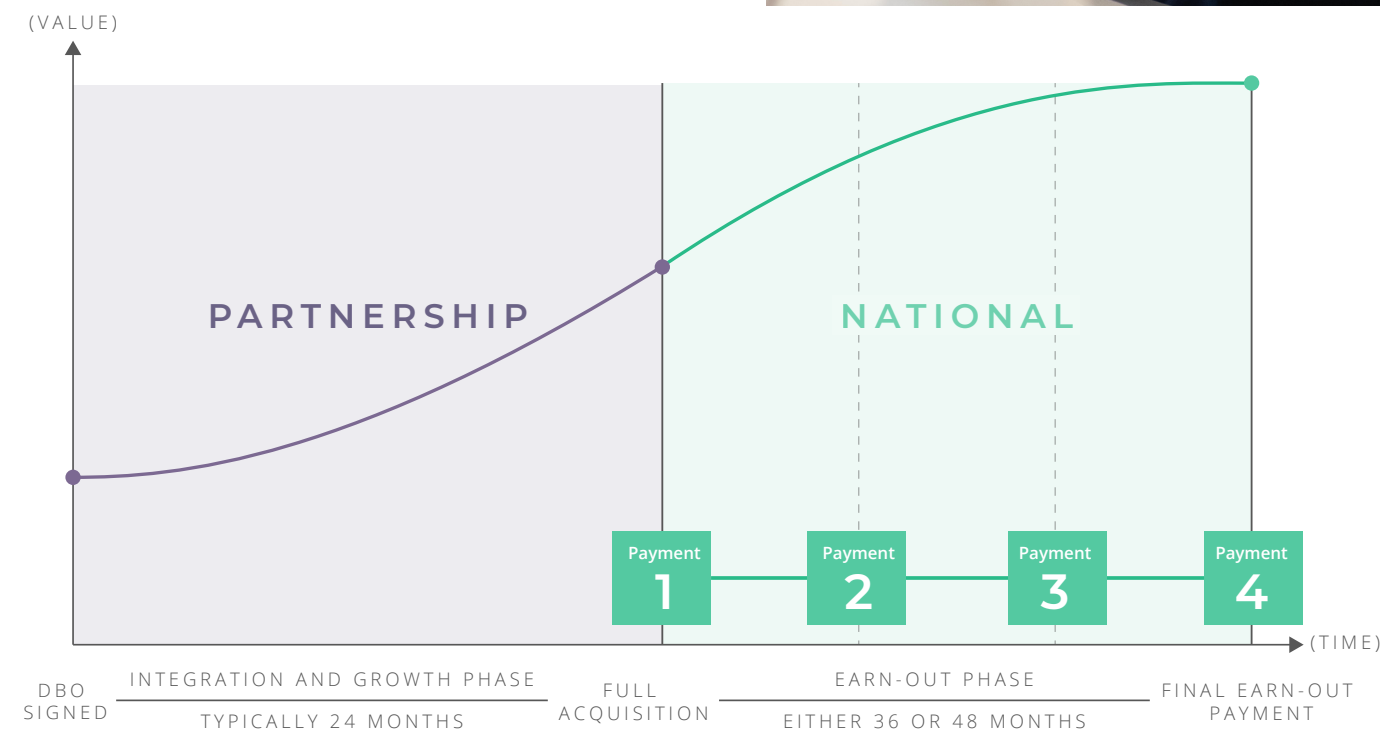 (VALUE)
PARTNERSHIP
NATIONAL
Payment
1
Payment
2
Payment
3
Payment
4
(TIME)
DBO
SIGNED
INTEGRATION AND GROWTH PHASE
TYPICALLY 24 MONTHS
FULL
ACQUISITION
EARN-OUT PHASE
EITHER 36 OR 48 MONTHS
FINAL EARN-OUT
PAYMENT